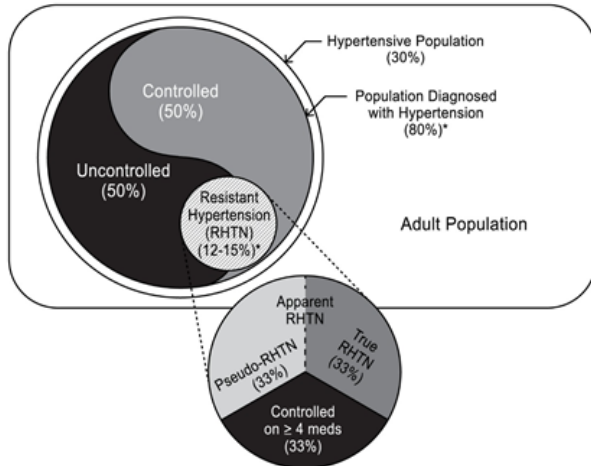 Hypertensive Population
(30%)
Controlled
(50%)
Population Diagnosed
with Hypertension
(80%)*
Uncontrolled
(50%)
Resistant
Hypertension
(RHTN)
(12-15%)*
Adult Population
Apparent
RHTN
Pseudo-RHTN
(33%)
True
RHTN
(33%)
Controlled
on ≥ 4 meds
(33%)